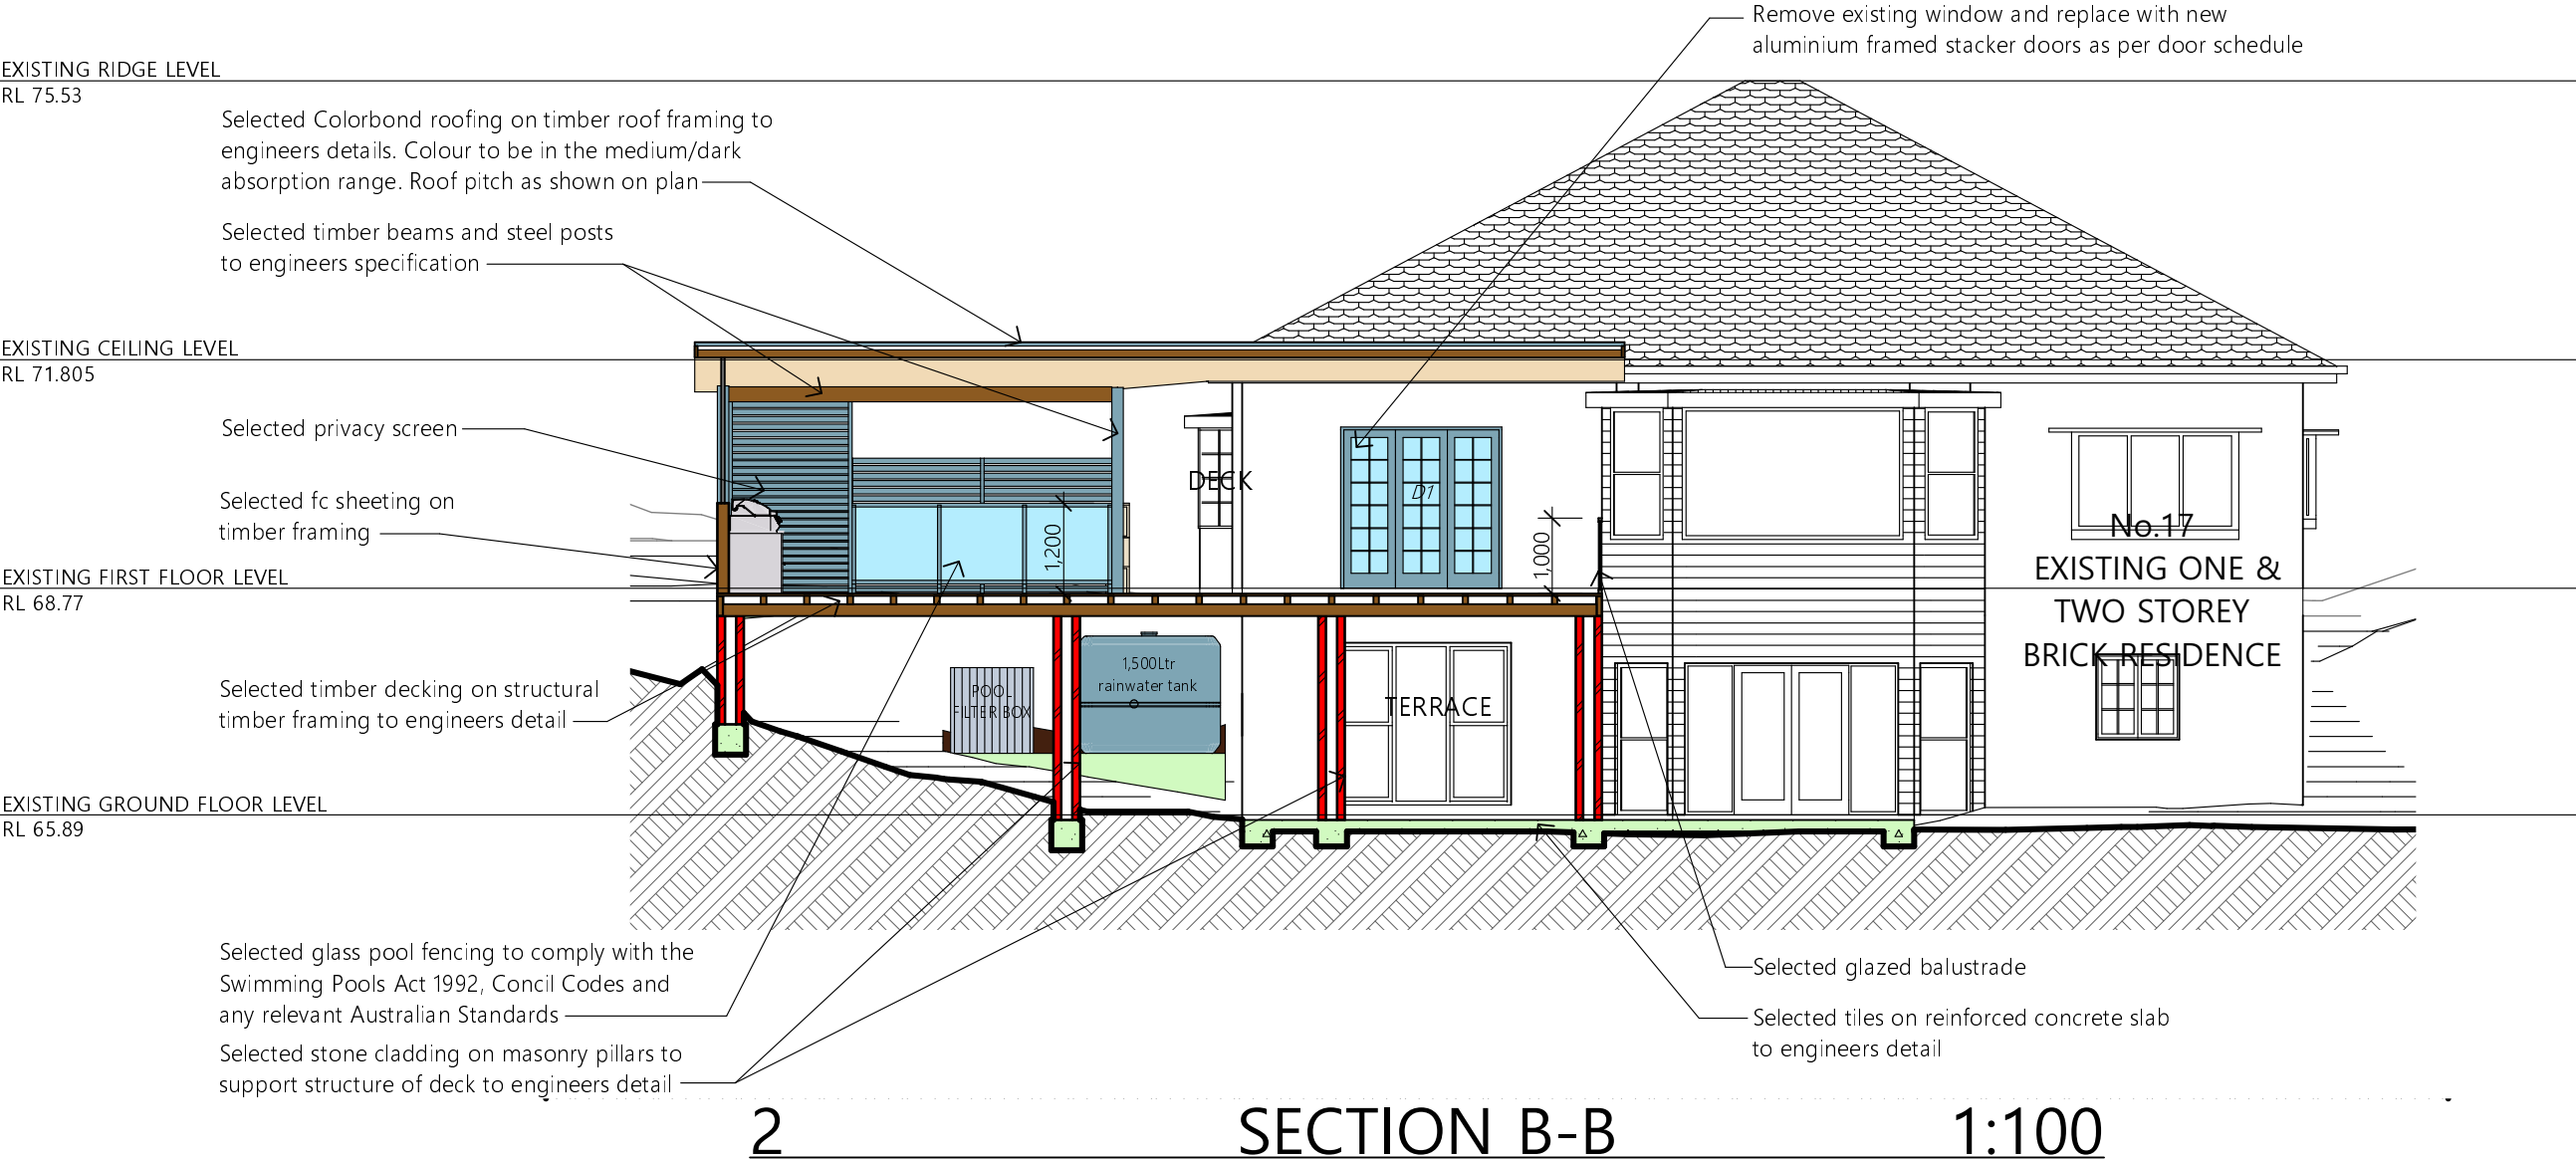 Remove existing window and replace with new
aluminium framed stacker doors as per door schedule
EXISTING RIDGE LEVEL
RL 75.53
Selected Colorbond roofing on timber roof framing to
engineers details. Colour to be in the medium/dark
absorption range. Roof pitch as shown on plan
Selected timber beams and steel posts
to engineers specification
EXISTING CEILING LEVEL
RL 71.805
Selected privacy screen
DECK
D1
Selected fc sheeting on
timber framing
1,200
1,000
No.17
EXISTING ONE &
TWO STOREY
BRICK RESIDENCE
EXISTING FIRST FLOOR LEVEL
RL 68.77
1,500Ltr
rainwater tank
POOL
FILTER BOX
TERRACE
Selected timber decking on structural
timber framing to engineers detail
EXISTING GROUND FLOOR LEVEL
RL 65.89
Selected glass pool fencing to comply with the
Swimming Pools Act 1992, Concil Codes and
any relevant Australian Standards
Selected glazed balustrade
Selected tiles on reinforced concrete slab
to engineers detail
Selected stone cladding on masonry pillars to
support structure of deck to engineers detail
2 SECTION B-B 1:100